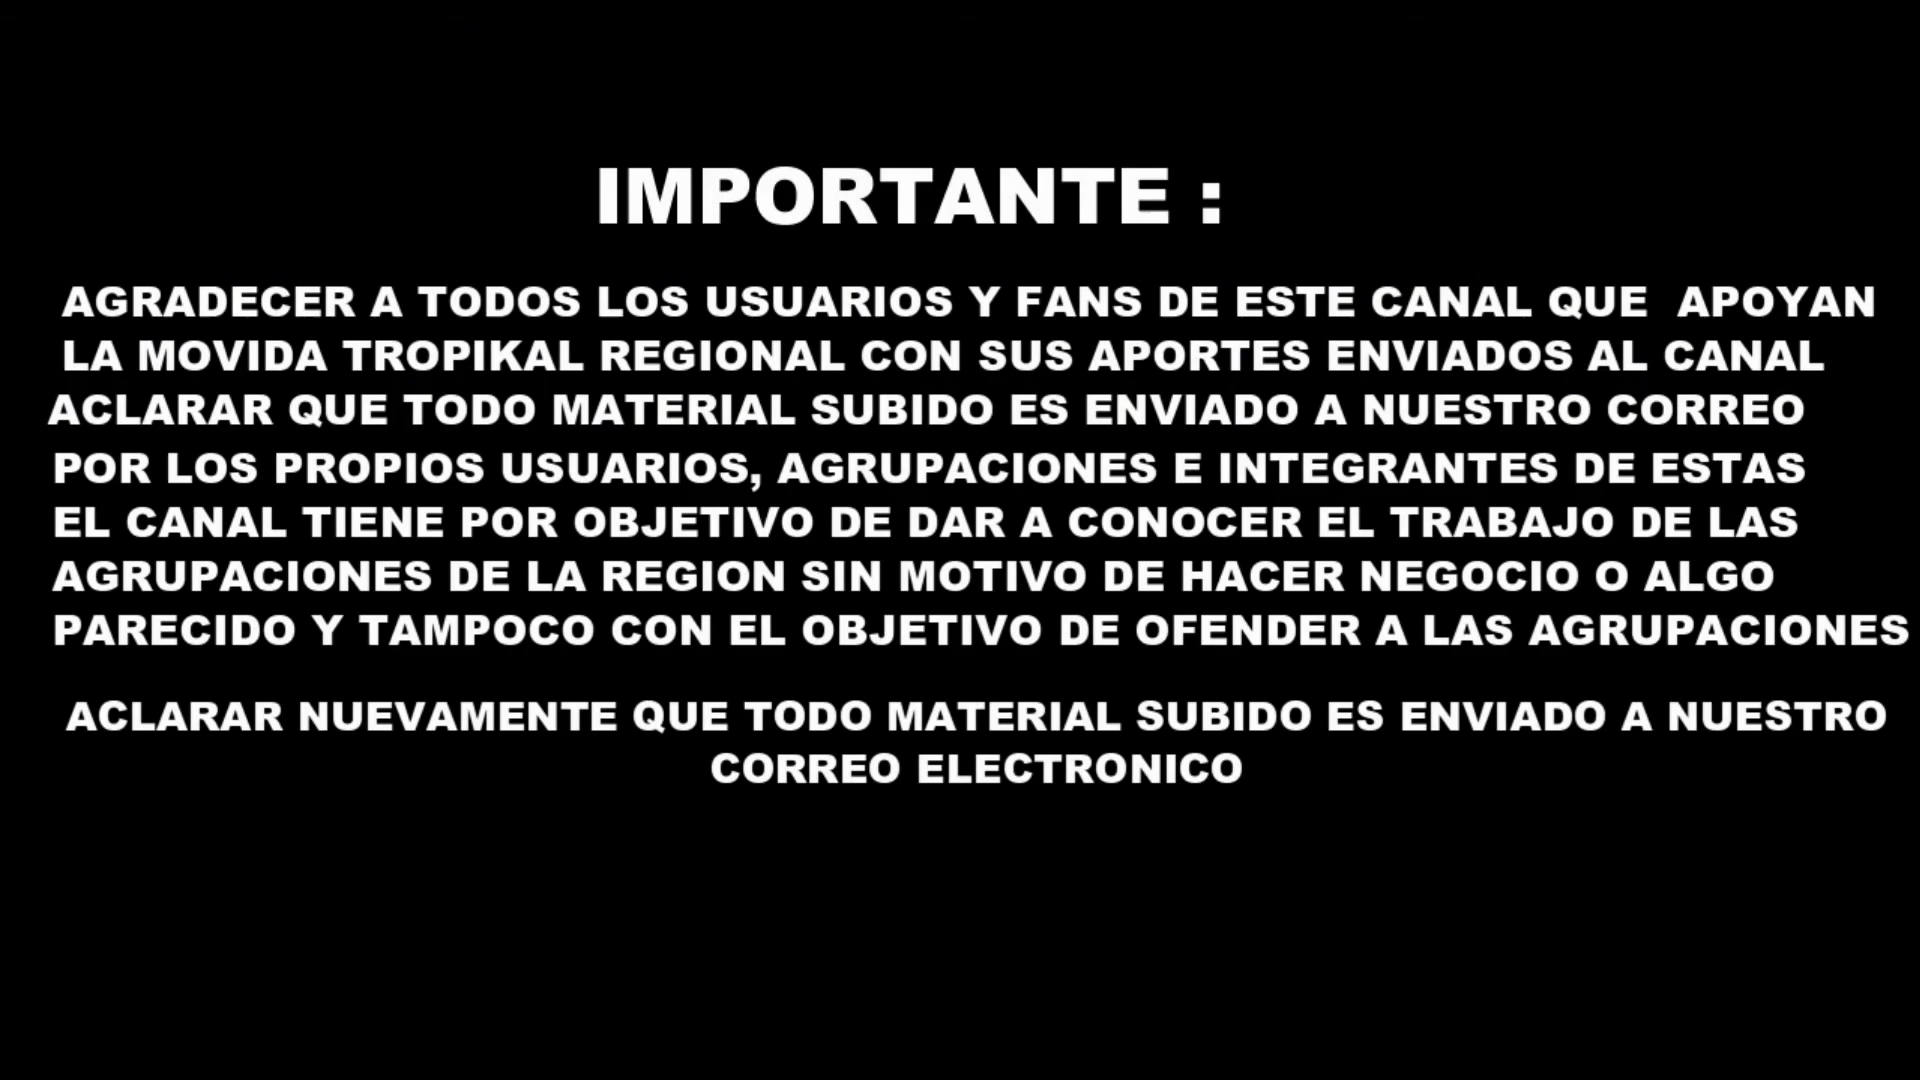 IMPORTANTE :
AGRADECER A TODOS LOS USUARIOS Y FANS DE ESTE CANAL QUE  APOYAN
LA MOVIDA TROPIKAL REGIONAL CON SUS APORTES ENVIADOS AL CANAL
ACLARAR QUE TODO MATERIAL SUBIDO ES ENVIADO A NUESTRO CORREO
POR LOS PROPIOS USUARIOS, AGRUPACIONES E INTEGRANTES DE ESTAS
EL CANAL TIENE POR OBJETIVO DE DAR A CONOCER EL TRABAJO DE LAS
AGRUPACIONES DE LA REGION SIN MOTIVO DE HACER NEGOCIO O ALGO
PARECIDO Y TAMPOCO CON EL OBJETIVO DE OFENDER A LAS AGRUPACIONES
ACLARAR NUEVAMENTE QUE TODO MATERIAL SUBIDO ES ENVIADO A NUESTRO
CORREO ELECTRONICO